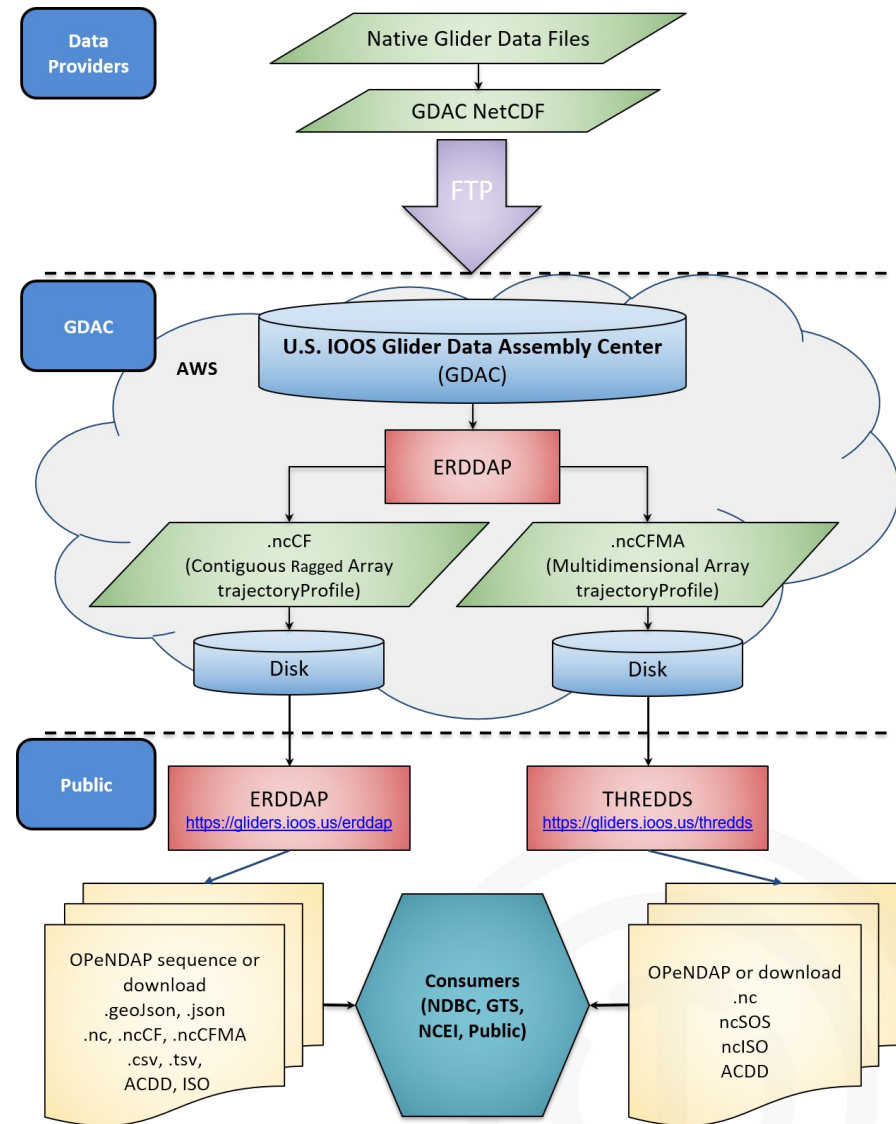 Data
Providers
Native Glider Data Files
GDAC NetCDF
FTP
GDAC
U.S. IOOS Glider Data Assembly Center
(GDAC)
AWS
ERDDAP
.ncCF
(Contiguous Ragged Array
trajectoryProfile)
.ncCFMA
(Multidimensional Array
trajectoryProfile)
Disk
Disk
Public
ERDDAP
https://gliders.ioos.us/erddap
THREDDS
https://gliders.ioos.us/thredds
OPeNDAP sequence or
download
.geoJson, .json
.nc, .ncCF, .ncCFMA
.csv, .tsv,
ACDD, ISO
Consumers
(NDBC, GTS,
NCEI, Public)
OPeNDAP or download
.nc
ncSOS
ncISO
ACDD